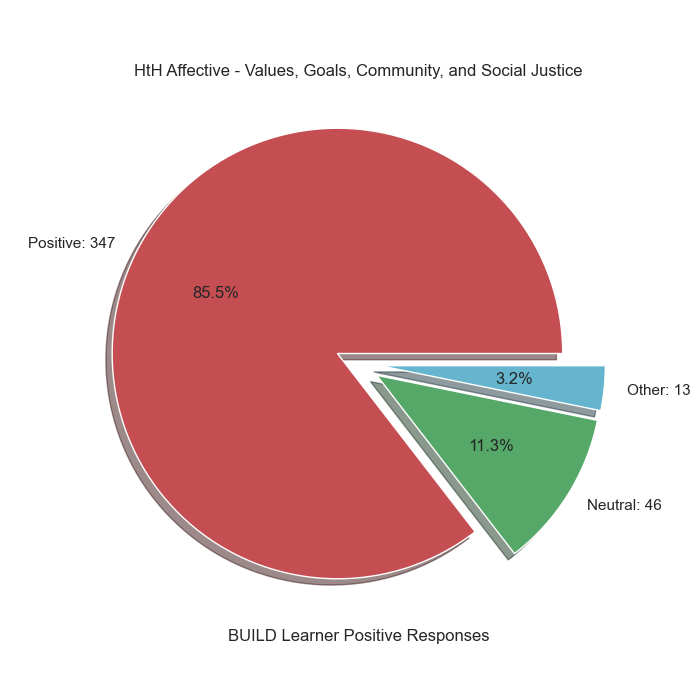 HtH Affective - Values, Goals, Community, and Social Justice
Positive: 347
85.5%
3.2%
Other: 13
11.3%
Neutral: 46
BUILD Learner Positive Responses